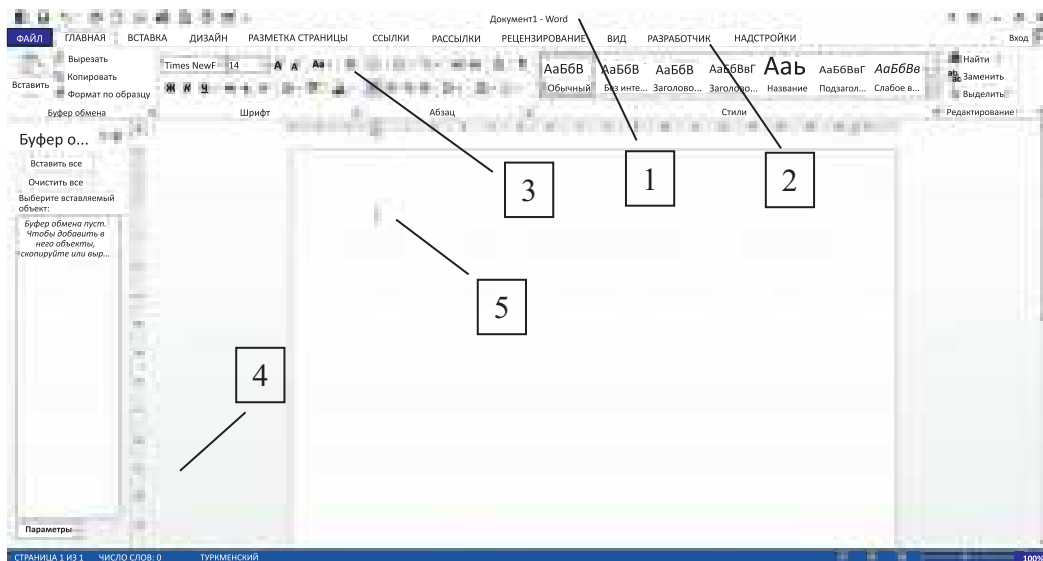 Документ1 - Word
ФАЙЛ ГЛАВНАЯ ВСТАВКА ДИЗАЙН РАЗМЕТКА СТРАНИЦЫ ССЫЛКИ РАССЫЛКИ РЕЦЕНЗИРОВАНИЕ ВИД РАЗРАБОТЧИК НАДСТРОЙКИ Вход
Вставить
Вырезать
Копировать
Формат по образцу
Буфер обмена
Times NewF 14 А А Аа
Ж К Ч
Шрифт
Абзац
АаБбВ АаБбВ АаБбВ АаБбВвГ Ааь АаБбВвГ АаБбВв
Обычный Без инте... Заголово... Заголово... Название Подзагол... Слабое в...
Стили
Найти
Заменить
Выделить
Редактирование
Буфер о...
Вставить все
Очистить все
Выберите вставляемый
объект:
Буфер обмена пуст.
Чтобы добавить в
него объекты,
скопируйте или выр...
Параметры
1
2
3
4
5
СТРАНИЦА 1 ИЗ 1 ЧИСЛО СЛОВ: 0 ТУРКМЕНСКИЙ 100%